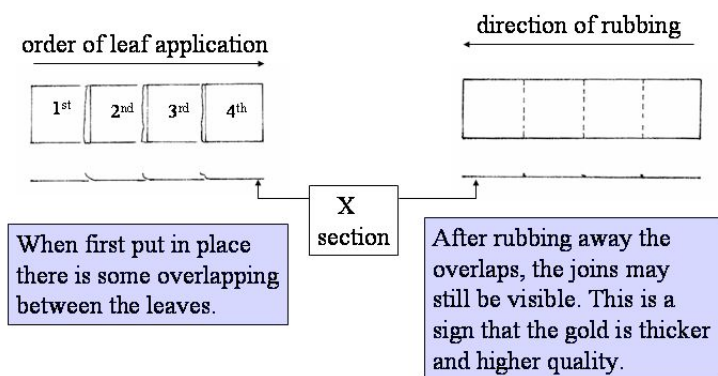 order of leaf application
direction of rubbing
1st
2nd
3rd
4th
X
section
When first put in place
there is some overlapping
between the leaves.
After rubbing away the
overlaps, the joins may
still be visible. This is a
sign that the gold is thicker
and higher quality.